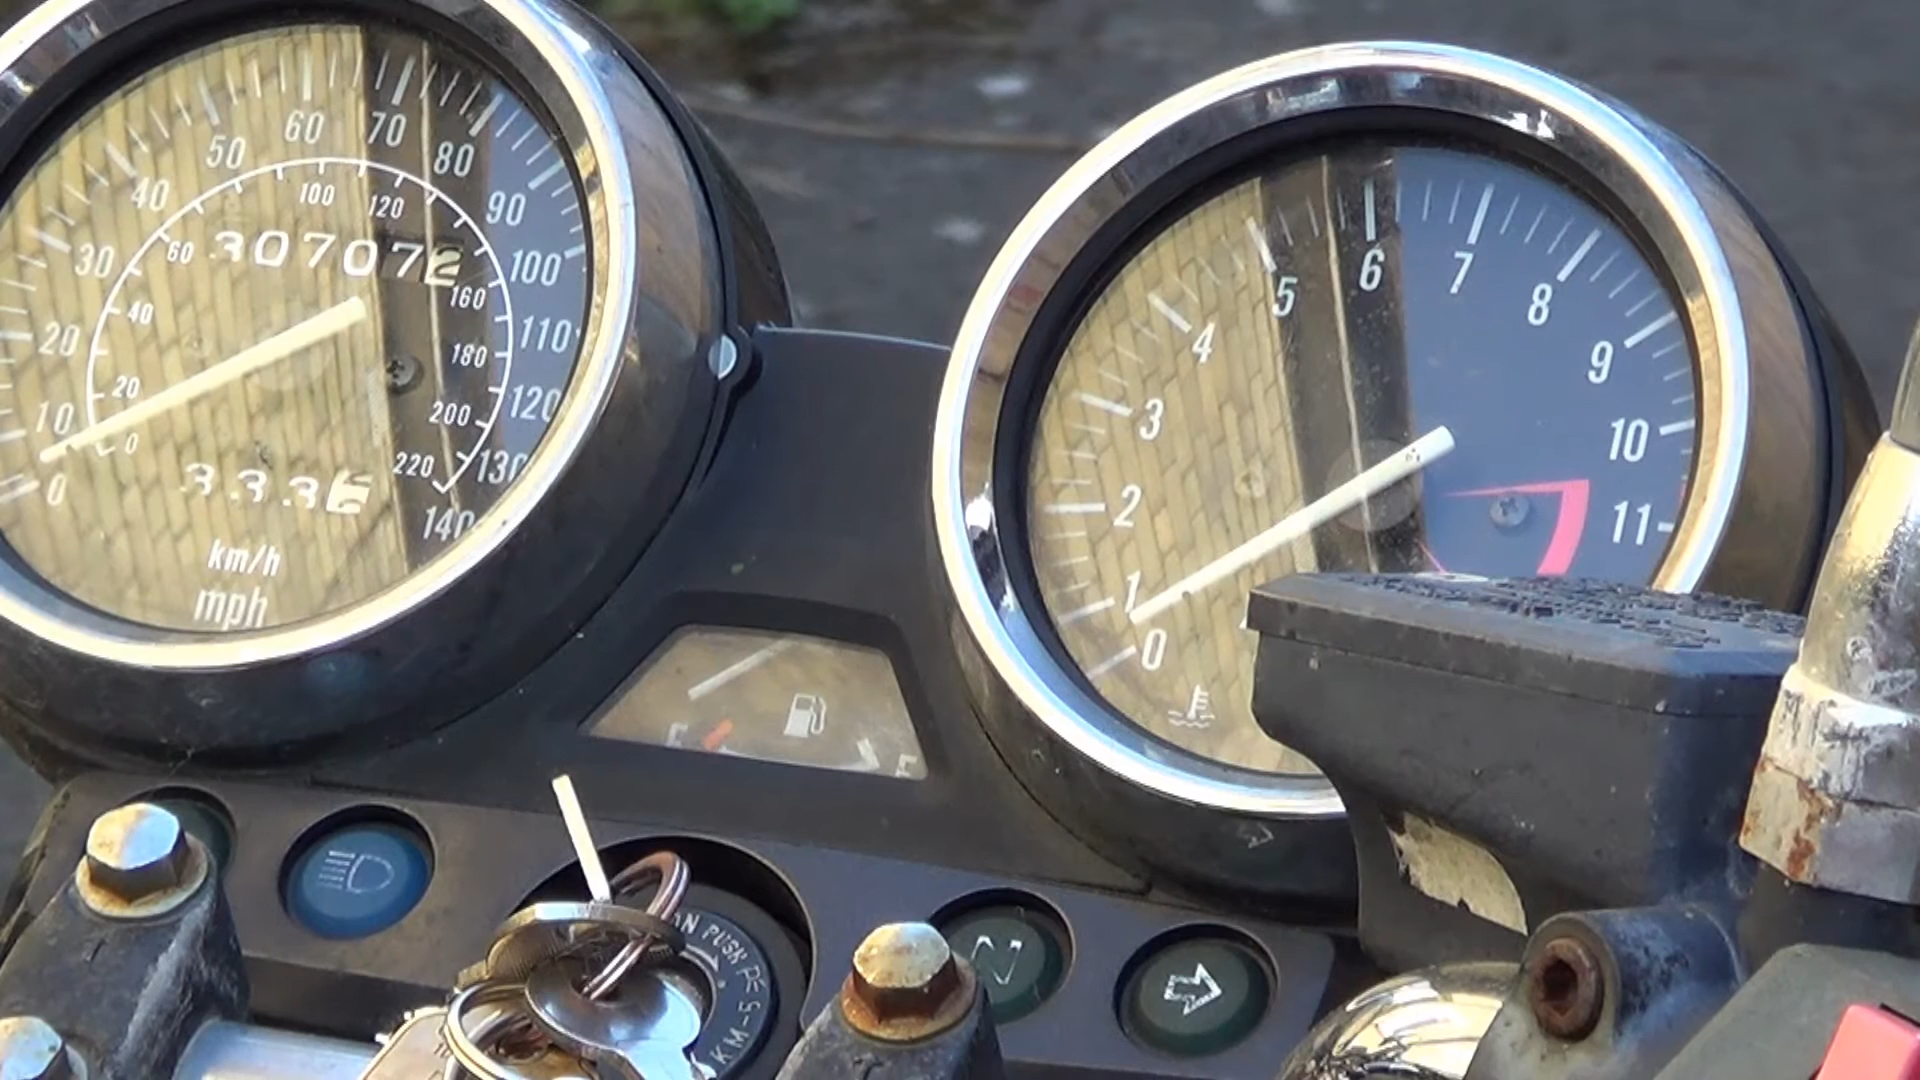 0 10 20 30 40 50 60 70 80 90 100 110 120 130 140
0 20 40 60 100 120 160 180 200 220
307072
333
km/h
mph
0 1 2 3 4 5 6 7 8 9 10 11
E F
N
ON PUSH
KM-5